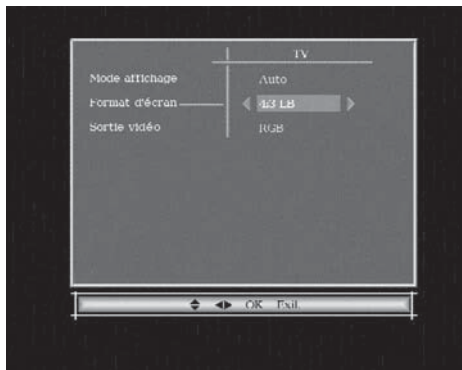 TV
Mode affichage Auto
Format d'écran 4:3 LB
Sortie vidéo RGB
OK Exit